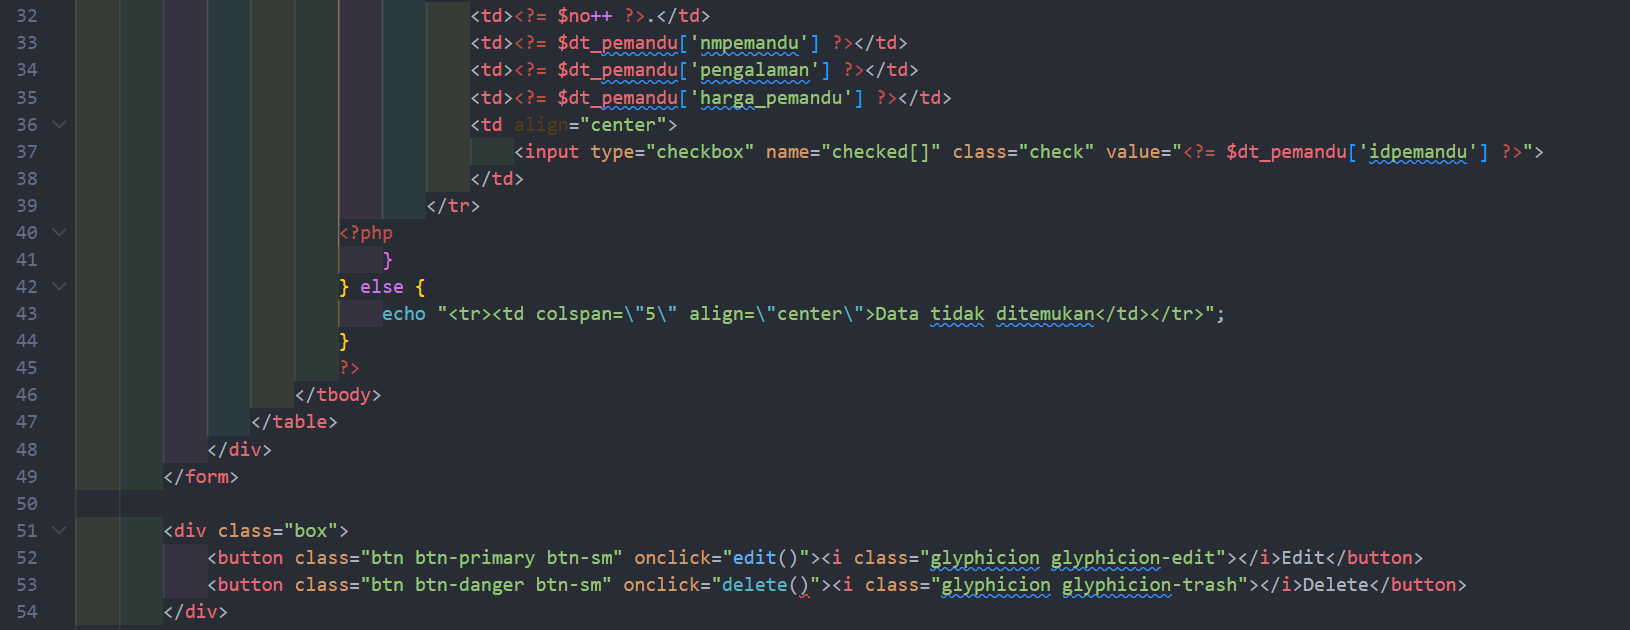 32 <td><?= $no++ ?>.</td>
33 <td><?= $dt_pemandu['nmpemandu'] ?></td>
34 <td><?= $dt_pemandu['pengalaman'] ?></td>
35 <td><?= $dt_pemandu['harga_pemandu'] ?></td>
36 <td align="center">
37 <input type="checkbox" name="checked[]" class="check" value="<?= $dt_pemandu['idpemandu'] ?>">
38 </td>
39 </tr>
40 <?php
41 }
42 } else {
43 echo "<tr><td colspan=\"5\" align=\"center\">Data tidak ditemukan</td></tr>";
44 }
45 ?>
46 </tbody>
47 </table>
48 </div>
49 </form>
50
51 <div class="box">
52 <button class="btn btn-primary btn-sm" onclick="edit()"><i class="glyphicion glyphicion-edit"></i>Edit</button>
53 <button class="btn btn-danger btn-sm" onclick="delete()"><i class="glyphicion glyphicion-trash"></i>Delete</button>
54 </div>